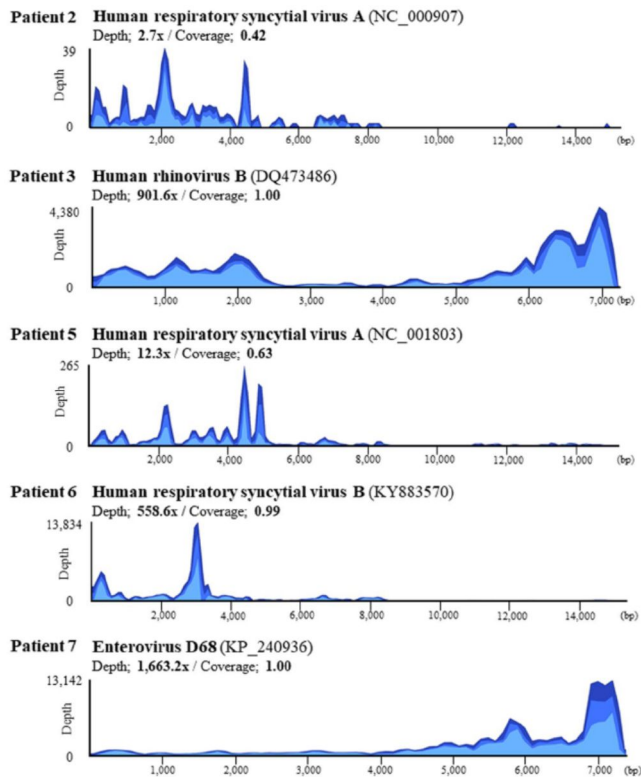 Patient 2 Human respiratory syncytial virus A (NC_000907)
Depth; 2.7x / Coverage; 0.42
39
Depth
0
2,000 4,000 6,000 8,000 10,000 12,000 14,000 (bp)
Patient 3 Human rhinovirus B (DQ473486)
Depth; 901.6x / Coverage; 1.00
4,380
Depth
0
1,000 2,000 3,000 4,000 5,000 6,000 7,000 (bp)
Patient 5 Human respiratory syncytial virus A (NC_001803)
Depth; 12.3x / Coverage; 0.63
265
Depth
0
2,000 4,000 6,000 8,000 10,000 12,000 14,000 (bp)
Patient 6 Human respiratory syncytial virus B (KY883570)
Depth; 558.6x / Coverage; 0.99
13,834
Depth
0
2,000 4,000 6,000 8,000 10,000 12,000 14,000 (bp)
Patient 7 Enterovirus D68 (KP_240936)
Depth; 1,663.2x / Coverage; 1.00
13,142
Depth
0
1,000 2,000 3,000 4,000 5,000 6,000 7,000 (bp)